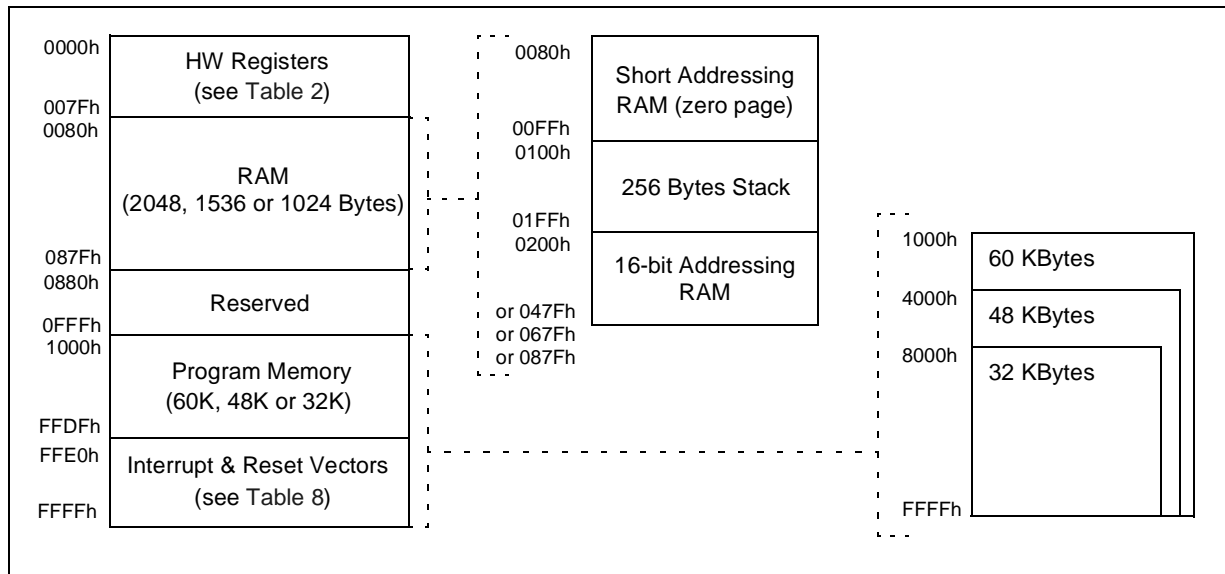 0000h
HW Registers
(see Table 2)
007Fh
0080h
RAM
(2048, 1536 or 1024 Bytes)
087Fh
0880h
Reserved
0FFFh
1000h
Program Memory
(60K, 48K or 32K)
FFDFh
FFE0h
Interrupt & Reset Vectors
(see Table 8)
FFFFh
0080h
Short Addressing
RAM (zero page)
00FFh
0100h
256 Bytes Stack
01FFh
0200h
16-bit Addressing
RAM
or 047Fh
or 067Fh
or 087Fh
1000h
60 KBytes
4000h
48 KBytes
8000h
32 KBytes
FFFFh